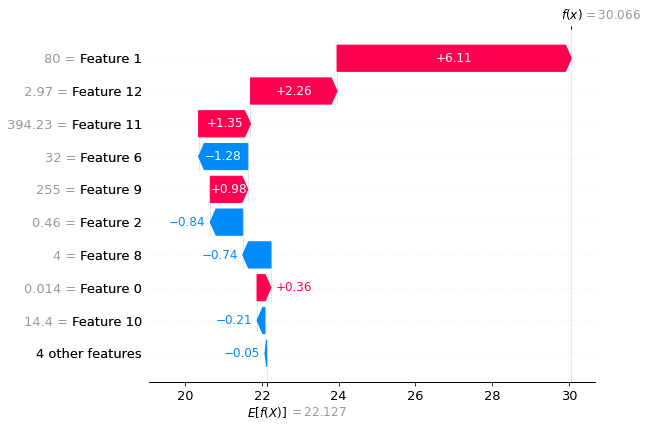 f(x) = 30.066
80 = Feature 1 +6.11
2.97 = Feature 12 +2.26
394.23 = Feature 11 +1.35
32 = Feature 6 −1.28
255 = Feature 9 +0.98
0.46 = Feature 2 −0.84
4 = Feature 8 −0.74
0.014 = Feature 0 +0.36
14.4 = Feature 10 −0.21
4 other features −0.05
20 22 24 26 28 30
E[f(X)] = 22.127